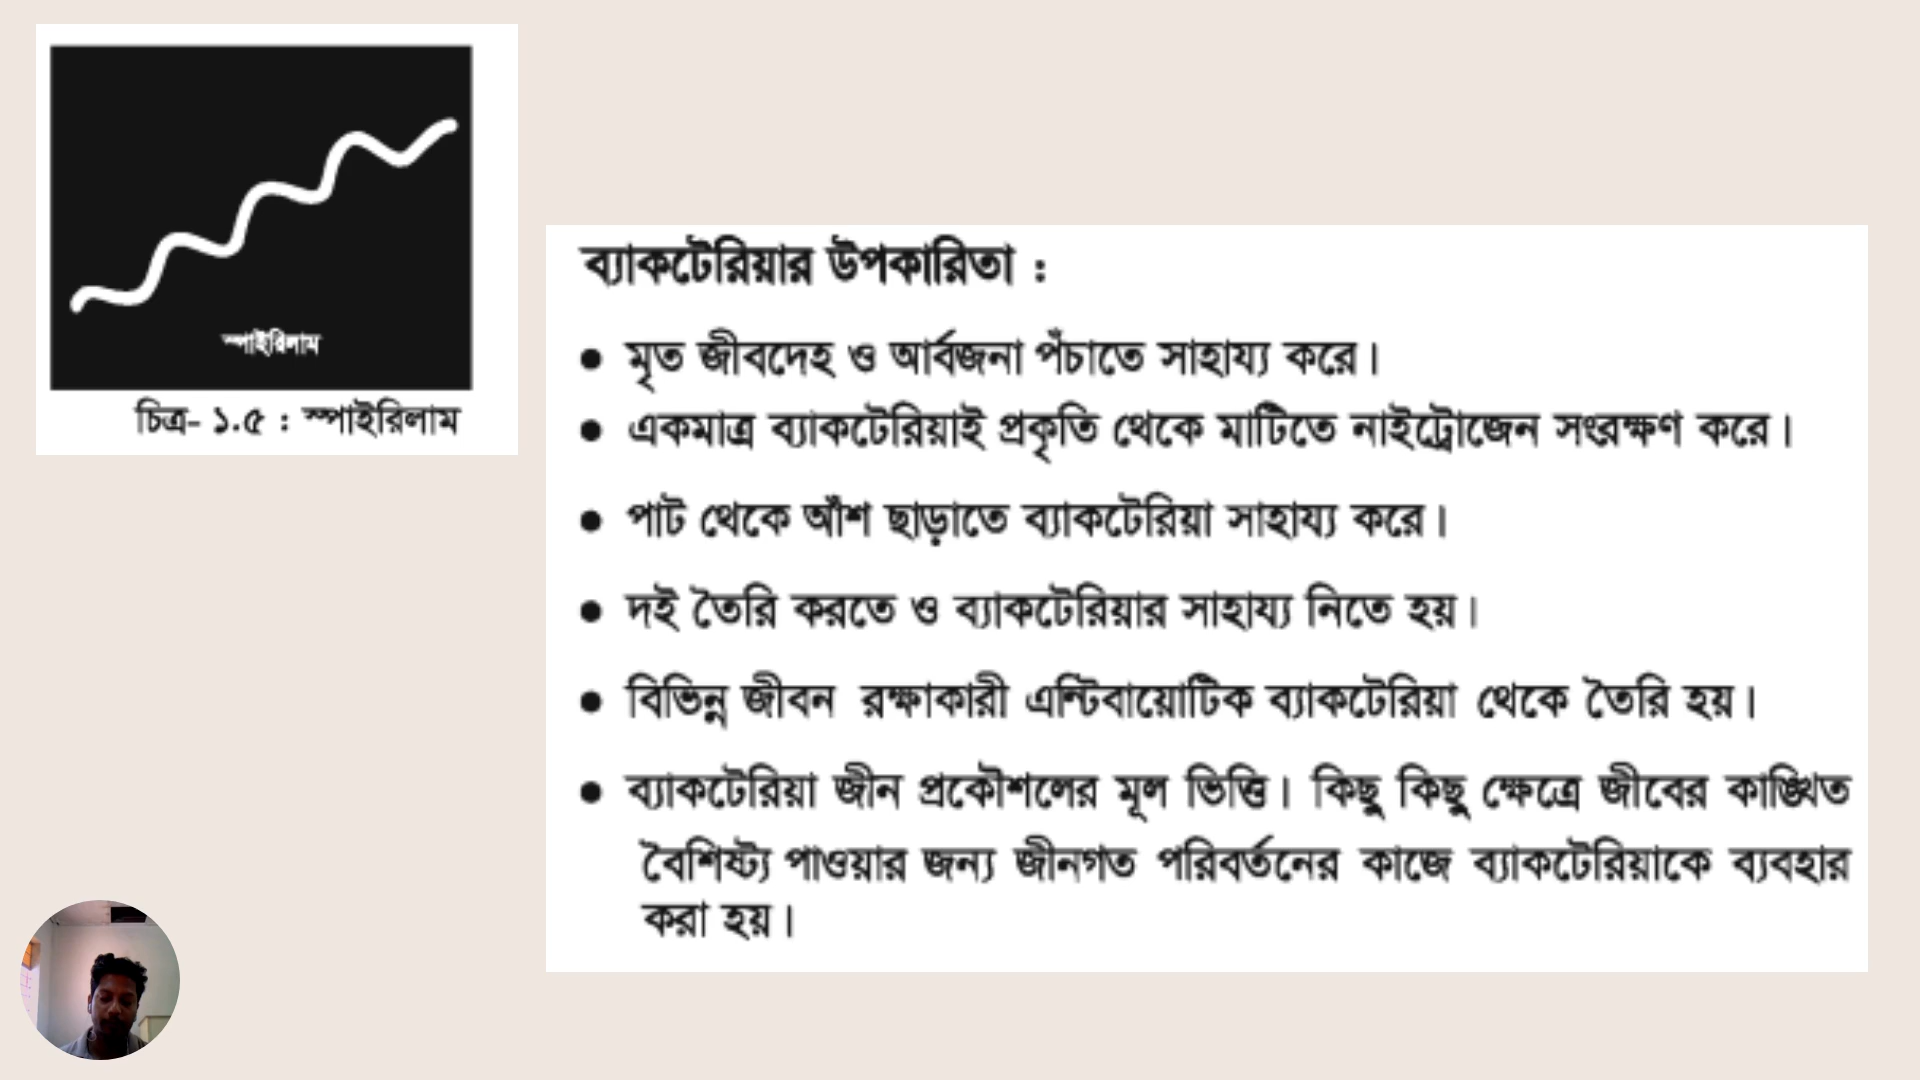 স্পাইরিলাম
চিত্র- ১.৫ : স্পাইরিলাম
ব্যাকটেরিয়ার উপকারিতা :
• মৃত জীবদেহ ও আর্বজনা পঁচাতে সাহায্য করে।
• একমাত্র ব্যাকটেরিয়াই প্রকৃতি থেকে মাটিতে নাইট্রোজেন সংরক্ষণ করে।
• পাট থেকে আঁশ ছাড়াতে ব্যাকটেরিয়া সাহায্য করে।
• দই তৈরি করতে ও ব্যাকটেরিয়ার সাহায্য নিতে হয়।
• বিভিন্ন জীবন রক্ষাকারী এন্টিবায়োটিক ব্যাকটেরিয়া থেকে তৈরি হয়।
• ব্যাকটেরিয়া জীন প্রকৌশলের মূল ভিত্তি। কিছু কিছু ক্ষেত্রে জীবের কাঙ্খিত
বৈশিষ্ট্য পাওয়ার জন্য জীনগত পরিবর্তনের কাজে ব্যাকটেরিয়াকে ব্যবহার
করা হয়।